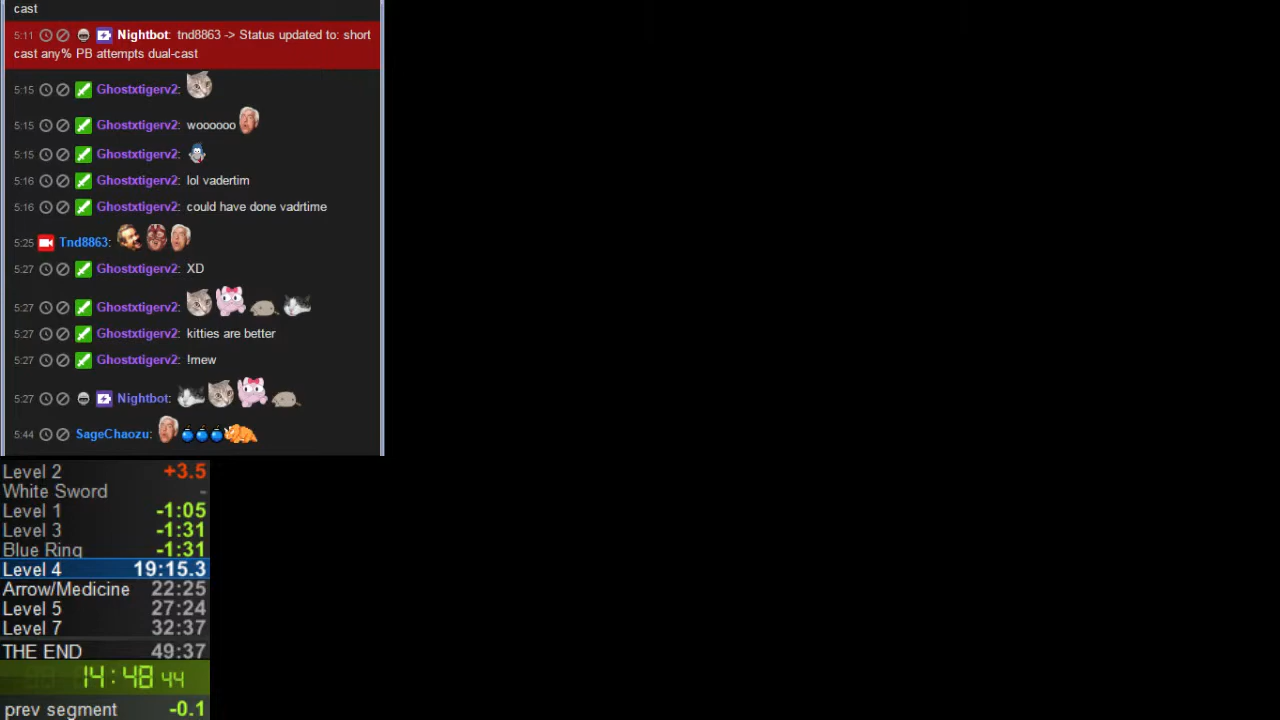 cast
5:11 Nightbot: tnd8863 -> Status updated to: short
cast any% PB attempts dual-cast
5:15 Ghostxtigerv2:
5:15 Ghostxtigerv2: woooooo
5:15 Ghostxtigerv2:
5:16 Ghostxtigerv2: lol vadertim
5:16 Ghostxtigerv2: could have done vadrtime
5:25 Tnd8863:
5:27 Ghostxtigerv2: XD
5:27 Ghostxtigerv2:
5:27 Ghostxtigerv2: kitties are better
5:27 Ghostxtigerv2: !mew
5:27 Nightbot:
5:44 SageChaozu:
Level 2 +3.5
White Sword -
Level 1 -1:05
Level 3 -1:31
Blue Ring -1:31
Level 4 19:15.3
Arrow/Medicine 22:25
Level 5 27:24
Level 7 32:37
THE END 49:37
14:48 44
prev segment -0.1